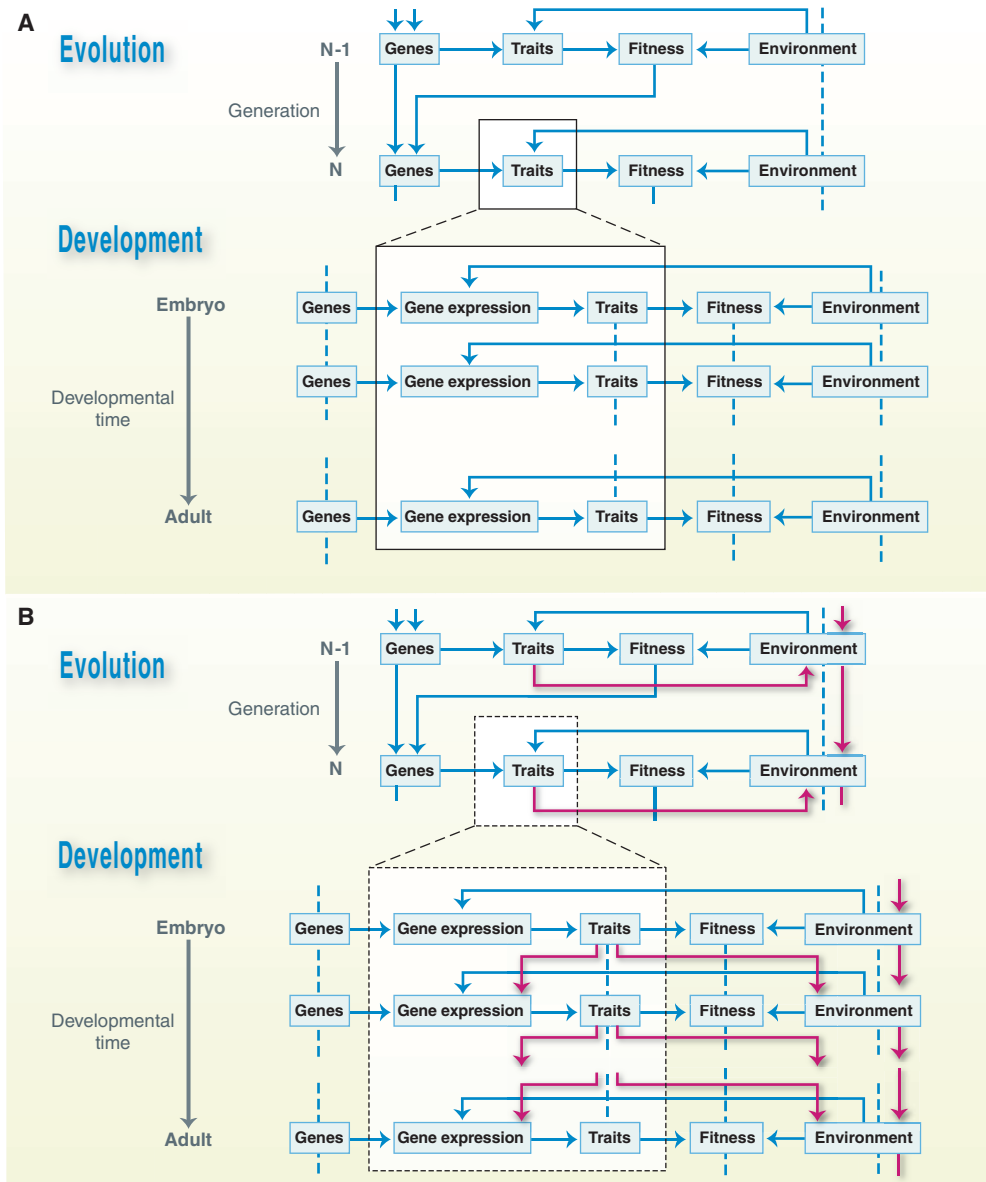 A
Evolution
N-1
Genes
Traits
Fitness
Environment
Generation
N
Genes
Traits
Fitness
Environment
Development
Embryo
Genes
Gene expression
Traits
Fitness
Environment
Genes
Gene expression
Traits
Fitness
Environment
Developmental
time
Adult
Genes
Gene expression
Traits
Fitness
Environment
B
Evolution
N-1
Genes
Traits
Fitness
Environment
Generation
N
Genes
Traits
Fitness
Environment
Development
Embryo
Genes
Gene expression
Traits
Fitness
Environment
Genes
Gene expression
Traits
Fitness
Environment
Developmental
time
Adult
Genes
Gene expression
Traits
Fitness
Environment